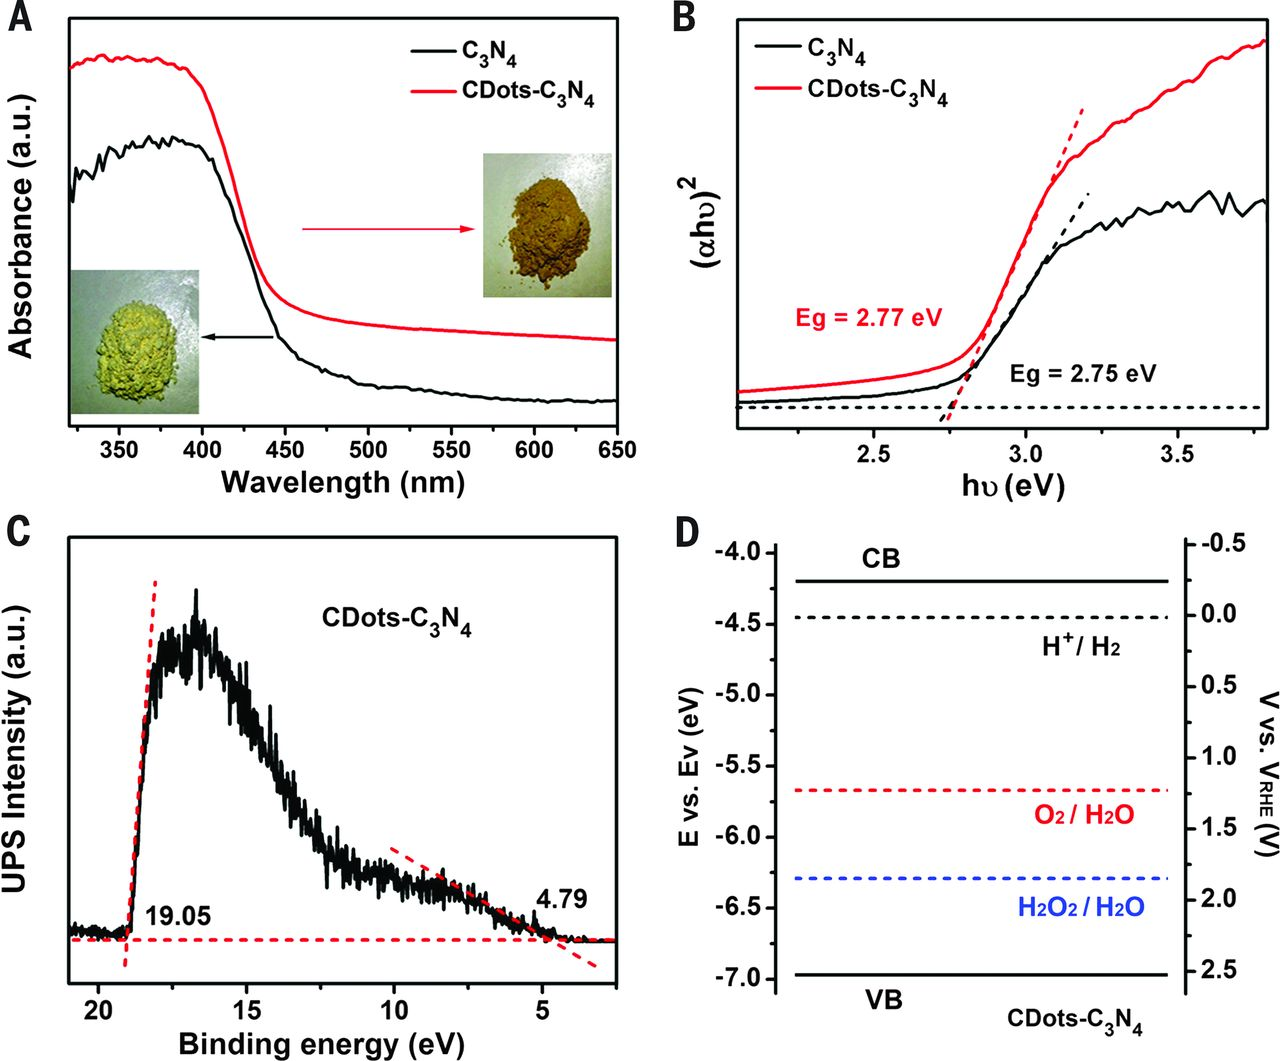 A
C₃N₄
CDots-C₃N₄
Absorbance (a.u.)
350 400 450 500 550 600 650
Wavelength (nm)
B
C₃N₄
CDots-C₃N₄
(αhυ)²
Eg = 2.77 eV
Eg = 2.75 eV
2.5 3.0 3.5
hυ (eV)
C
CDots-C₃N₄
UPS Intensity (a.u.)
19.05
4.79
20 15 10 5
Binding energy (eV)
D
-4.0
-4.5
-5.0
-5.5
-6.0
-6.5
-7.0
E vs. Ev (eV)
CB
H⁺/ H₂
O₂ / H₂O
H₂O₂ / H₂O
VB
CDots-C₃N₄
-0.5
0.0
0.5
1.0
1.5
2.0
2.5
V vs. VRHE (V)